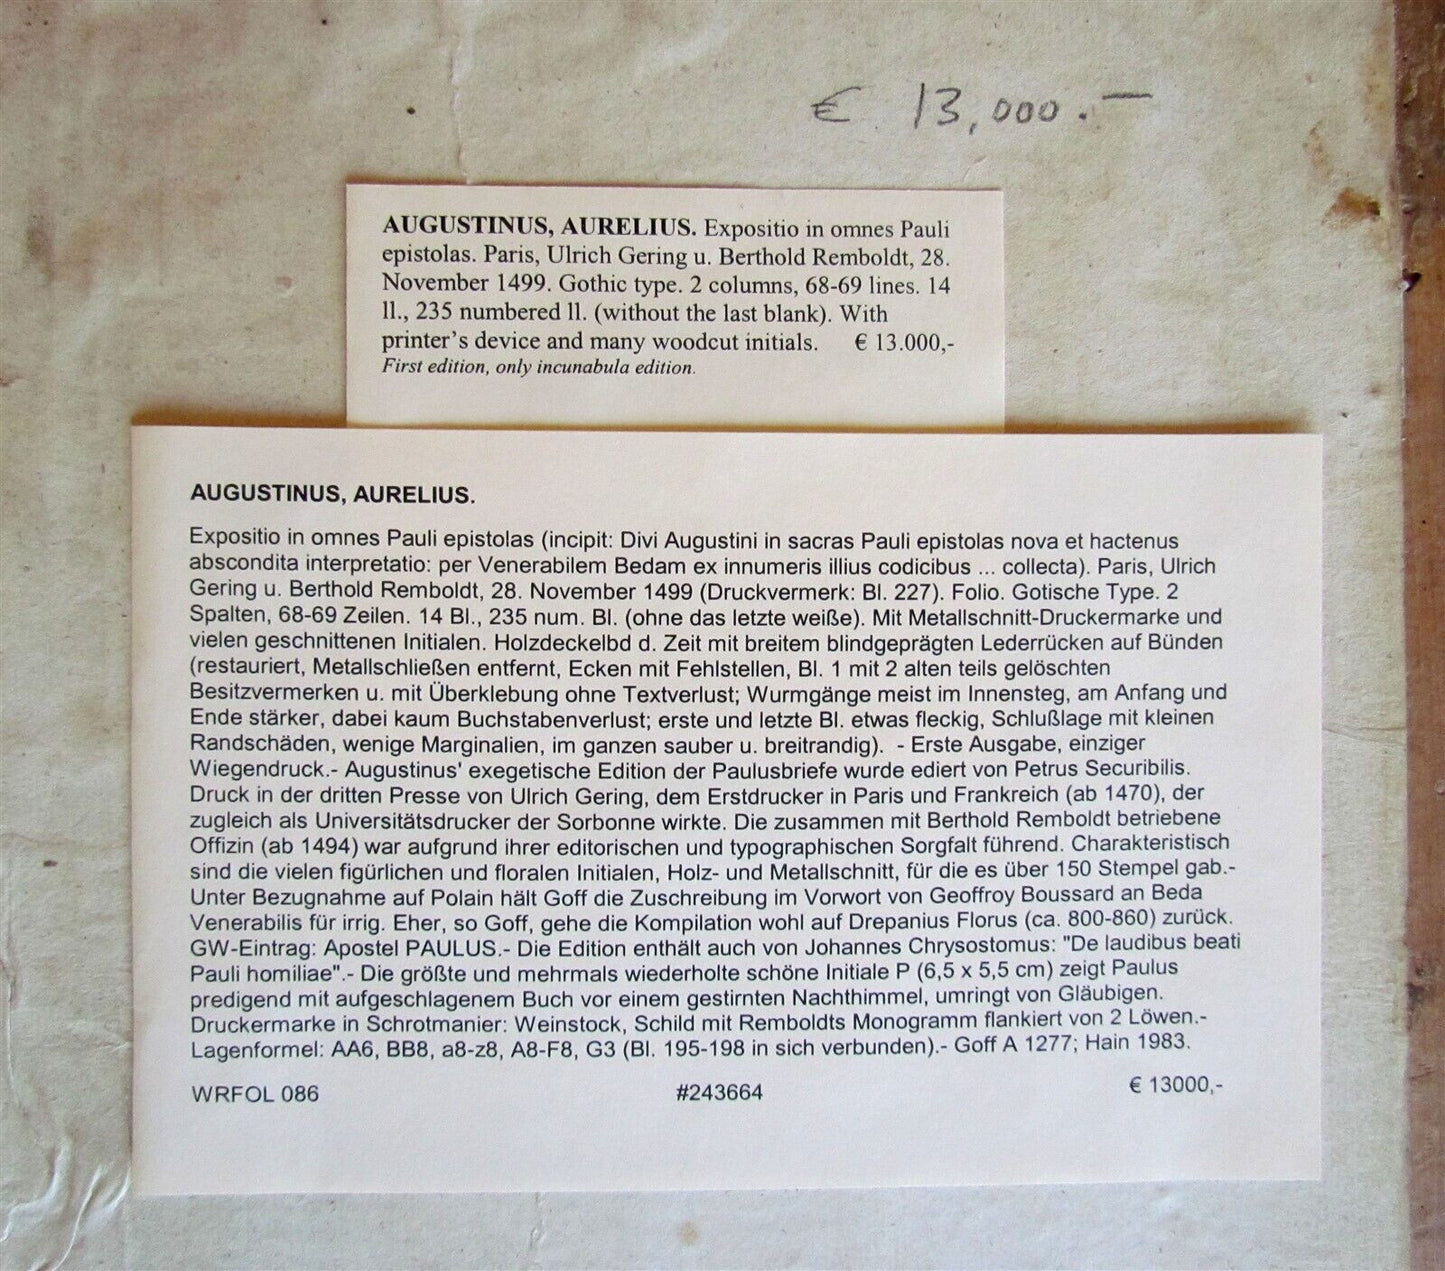 € 13,000.—
AUGUSTINUS, AURELIUS. Expositio in omnes Pauli
epistolas. Paris, Ulrich Gering u. Berthold Remboldt, 28.
November 1499. Gothic type. 2 columns, 68-69 lines. 14
ll., 235 numbered ll. (without the last blank). With
printer's device and many woodcut initials. € 13.000,-
First edition, only incunabula edition.
AUGUSTINUS, AURELIUS.
Expositio in omnes Pauli epistolas (incipit: Divi Augustini in sacras Pauli epistolas nova et hactenus
abscondita interpretatio: per Venerabilem Bedam ex innumeris illius codicibus ... collecta). Paris, Ulrich
Gering u. Berthold Remboldt, 28. November 1499 (Druckvermerk: Bl. 227). Folio. Gotische Type. 2
Spalten, 68-69 Zeilen. 14 Bl., 235 num. Bl. (ohne das letzte weiße). Mit Metallschnitt-Druckermarke und
vielen geschnittenen Initialen. Holzdeckelbd d. Zeit mit breitem blindgeprägten Lederrücken auf Bünden
(restauriert, Metallschließen entfernt, Ecken mit Fehlstellen, Bl. 1 mit 2 alten teils gelöschten
Besitzvermerken u. mit Überklebung ohne Textverlust; Wurmgänge meist im Innensteg, am Anfang und
Ende stärker, dabei kaum Buchstabenverlust; erste und letzte Bl. etwas fleckig, Schlußlage mit kleinen
Randschäden, wenige Marginalien, im ganzen sauber u. breitrandig). - Erste Ausgabe, einziger
Wiegendruck.- Augustinus' exegetische Edition der Paulusbriefe wurde ediert von Petrus Securibilis.
Druck in der dritten Presse von Ulrich Gering, dem Erstdrucker in Paris und Frankreich (ab 1470), der
zugleich als Universitätsdrucker der Sorbonne wirkte. Die zusammen mit Berthold Remboldt betriebene
Offizin (ab 1494) war aufgrund ihrer editorischen und typographischen Sorgfalt führend. Charakteristisch
sind die vielen figürlichen und floralen Initialen, Holz- und Metallschnitt, für die es über 150 Stempel gab.-
Unter Bezugnahme auf Polain hält Goff die Zuschreibung im Vorwort von Geoffroy Boussard an Beda
Venerabilis für irrig. Eher, so Goff, gehe die Kompilation wohl auf Drepanius Florus (ca. 800-860) zurück.
GW-Eintrag: Apostel PAULUS.- Die Edition enthält auch von Johannes Chrysostomus: "De laudibus beati
Pauli homiliae".- Die größte und mehrmals wiederholte schöne Initiale P (6,5 x 5,5 cm) zeigt Paulus
predigend mit aufgeschlagenem Buch vor einem gestirnten Nachthimmel, umringt von Gläubigen.
Druckermarke in Schrotmanier: Weinstock, Schild mit Remboldts Monogramm flankiert von 2 Löwen.-
Lagenformel: AA6, BB8, a8-z8, A8-F8, G3 (Bl. 195-198 in sich verbunden).- Goff A 1277; Hain 1983.
WRFOL 086 #243664 € 13000,-